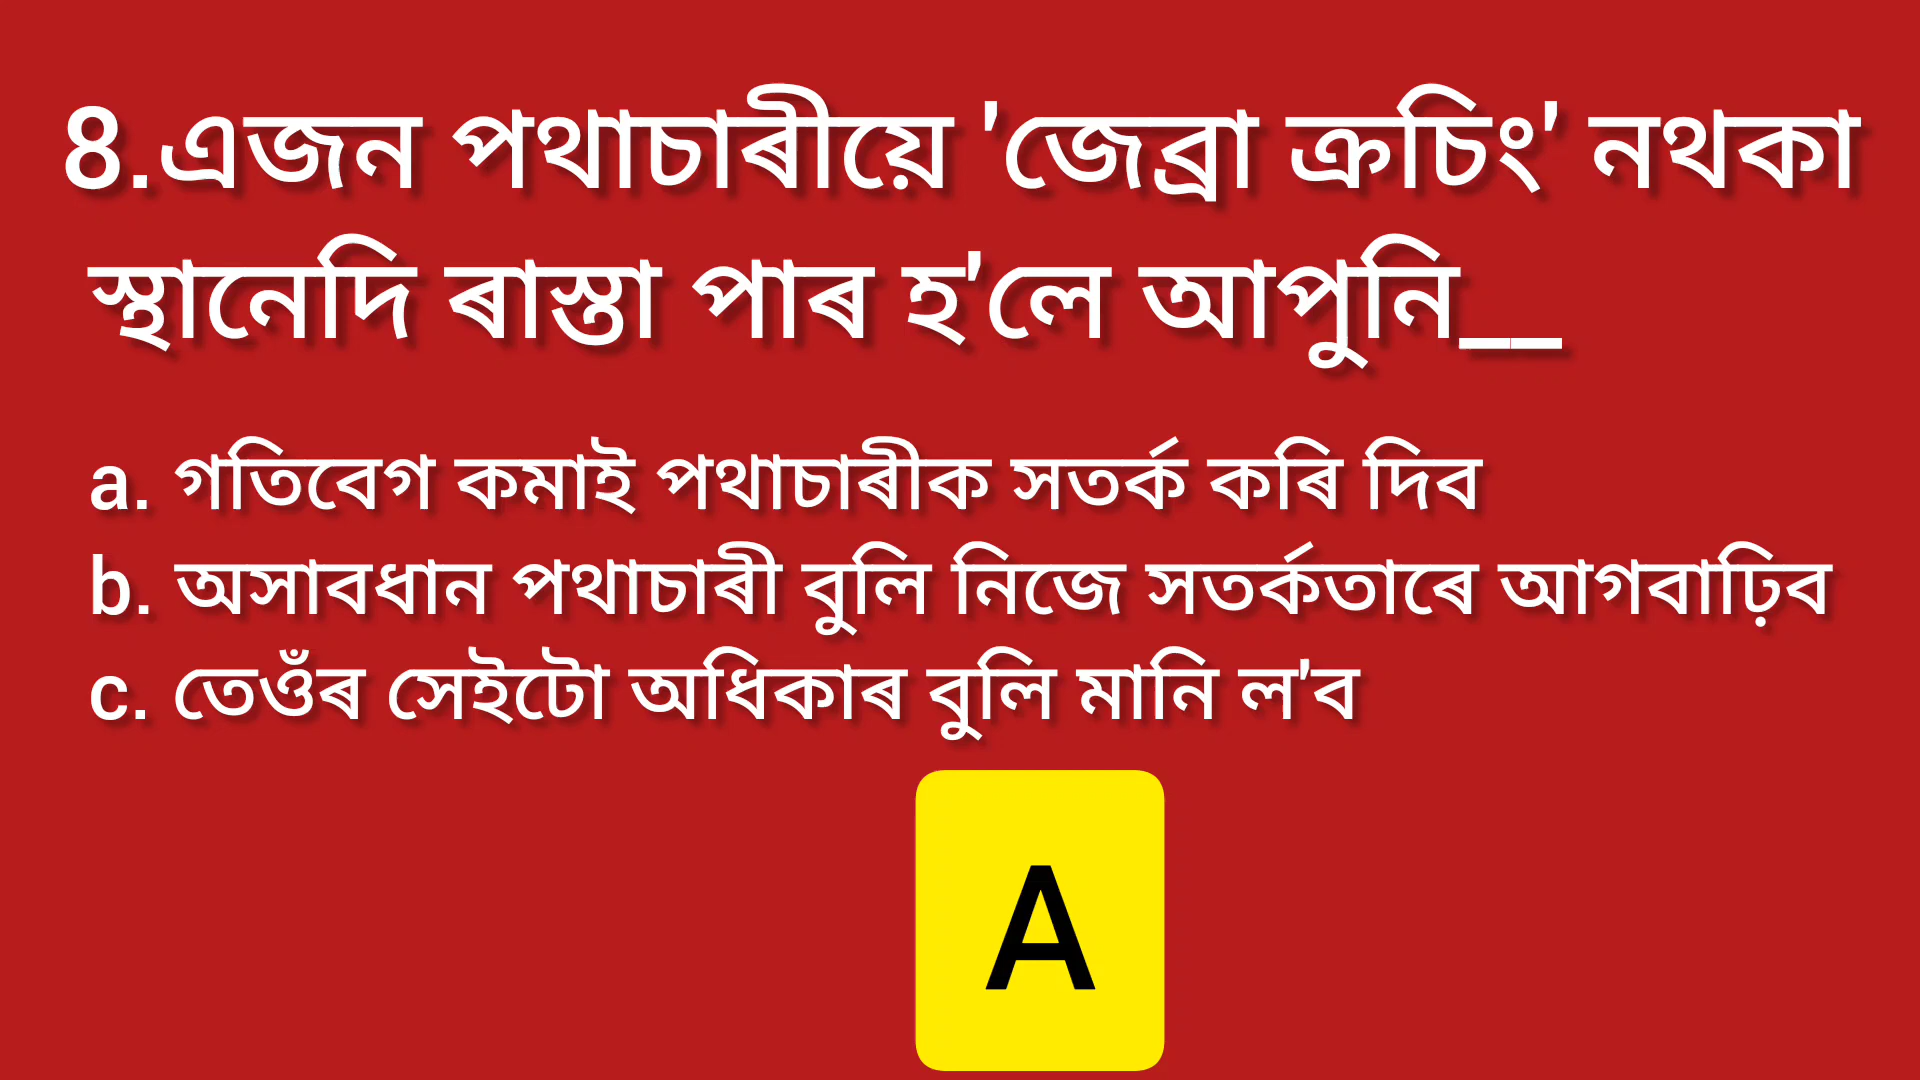 8.এজন পথাচাৰীয়ে 'জেব্ৰা ক্ৰচিং' নথকা
স্থানেদি ৰাস্তা পাৰ হ'লে আপুনি__
a. গতিবেগ কমাই পথাচাৰীক সতৰ্ক কৰি দিব
b. অসাবধান পথাচাৰী বুলি নিজে সতৰ্কতাৰে আগবাঢ়িব
c. তেওঁৰ সেইটো অধিকাৰ বুলি মানি ল'ব
A